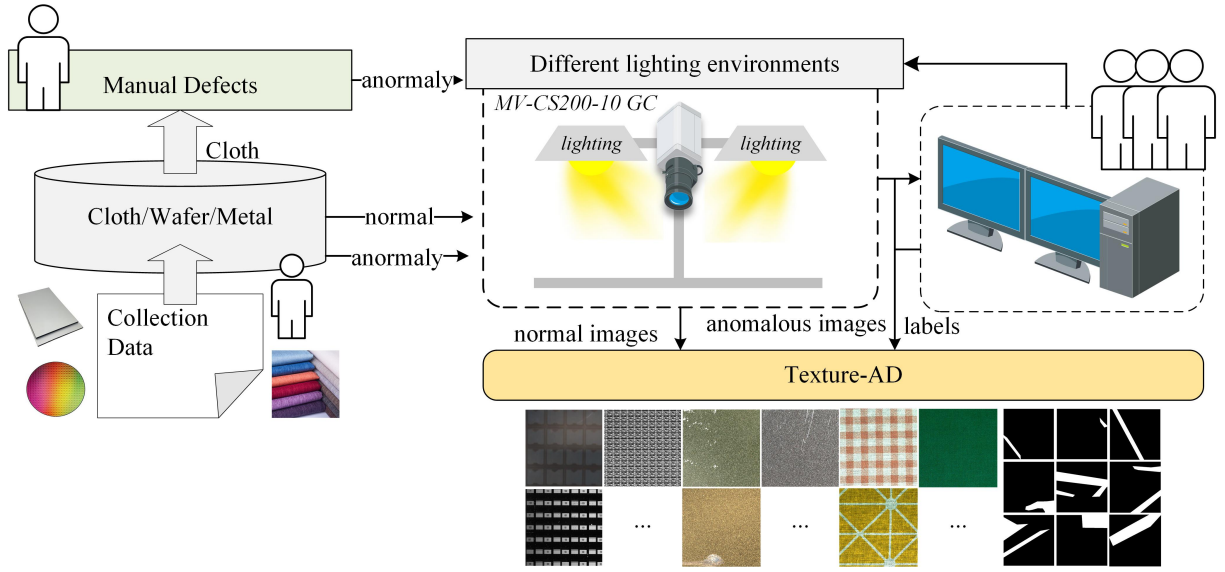 Manual Defects
anormaly
Different lighting environments
MV-CS200-10 GC
lighting
lighting
Cloth
Cloth/Wafer/Metal
normal
anormaly
Collection
Data
normal images
anomalous images
labels
Texture-AD
...
...
...